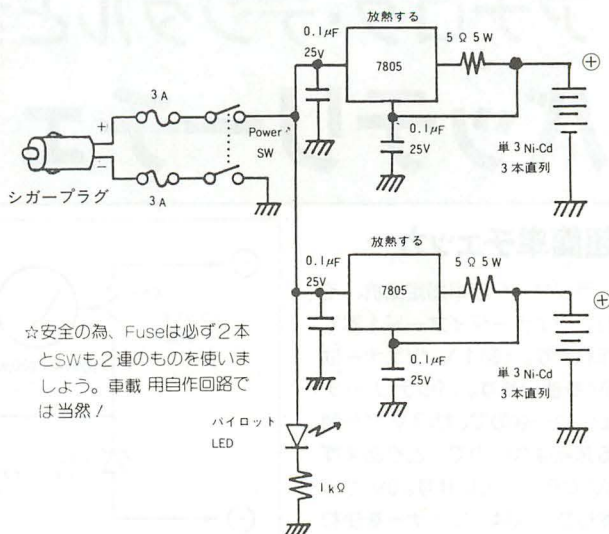 放熱する
0.1μF
25V
7805
5Ω 5W
⊕
3A
+
−
Power
SW
シガープラグ
3A
0.1μF
25V
単3 Ni-Cd
3本直列
放熱する
0.1μF
25V
7805
5Ω 5W
⊕
0.1μF
25V
単3 Ni-Cd
3本直列
☆安全の為、Fuseは必ず2本
とSWも2連のものを使いま
しょう。車載用自作回路で
は当然!
パイロット
LED
1kΩ